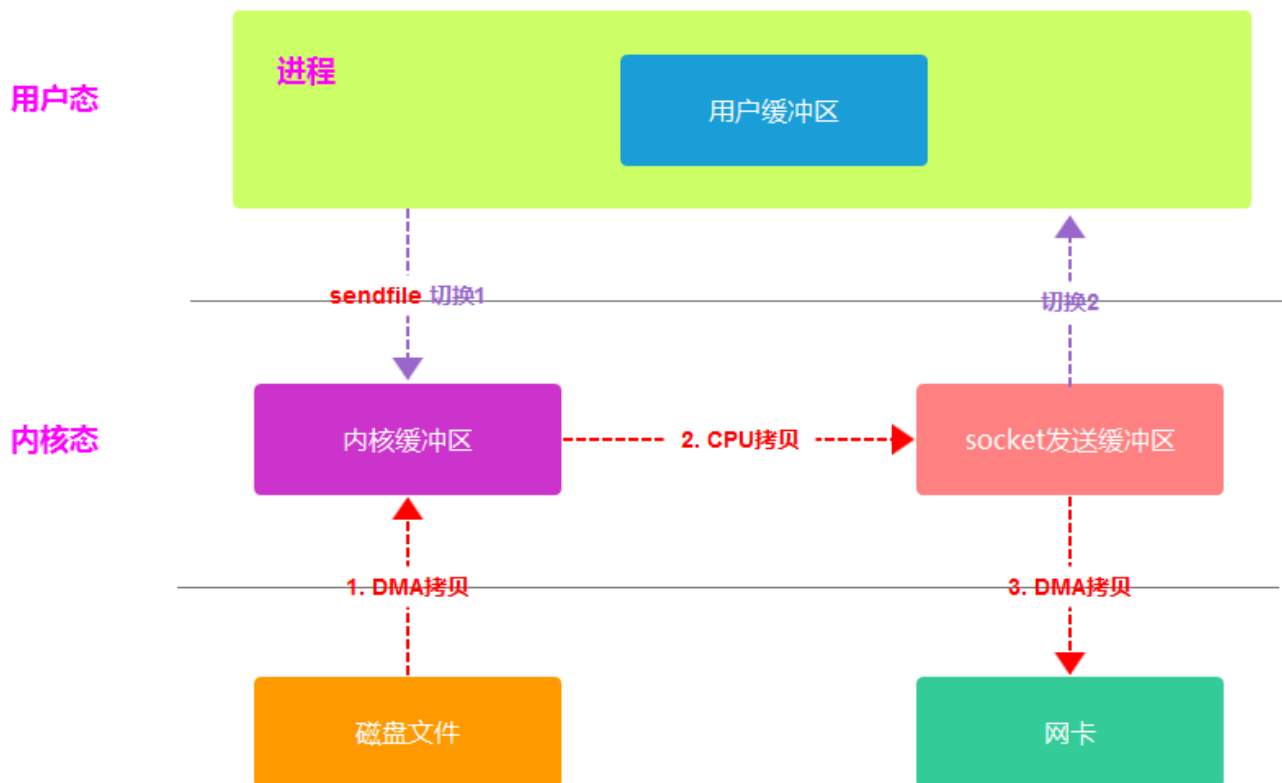 进程
用户态
用户缓冲区
sendfile 切换1
切换2
内核态
内核缓冲区
2. CPU拷贝
socket发送缓冲区
1. DMA拷贝
3. DMA拷贝
磁盘文件
网卡